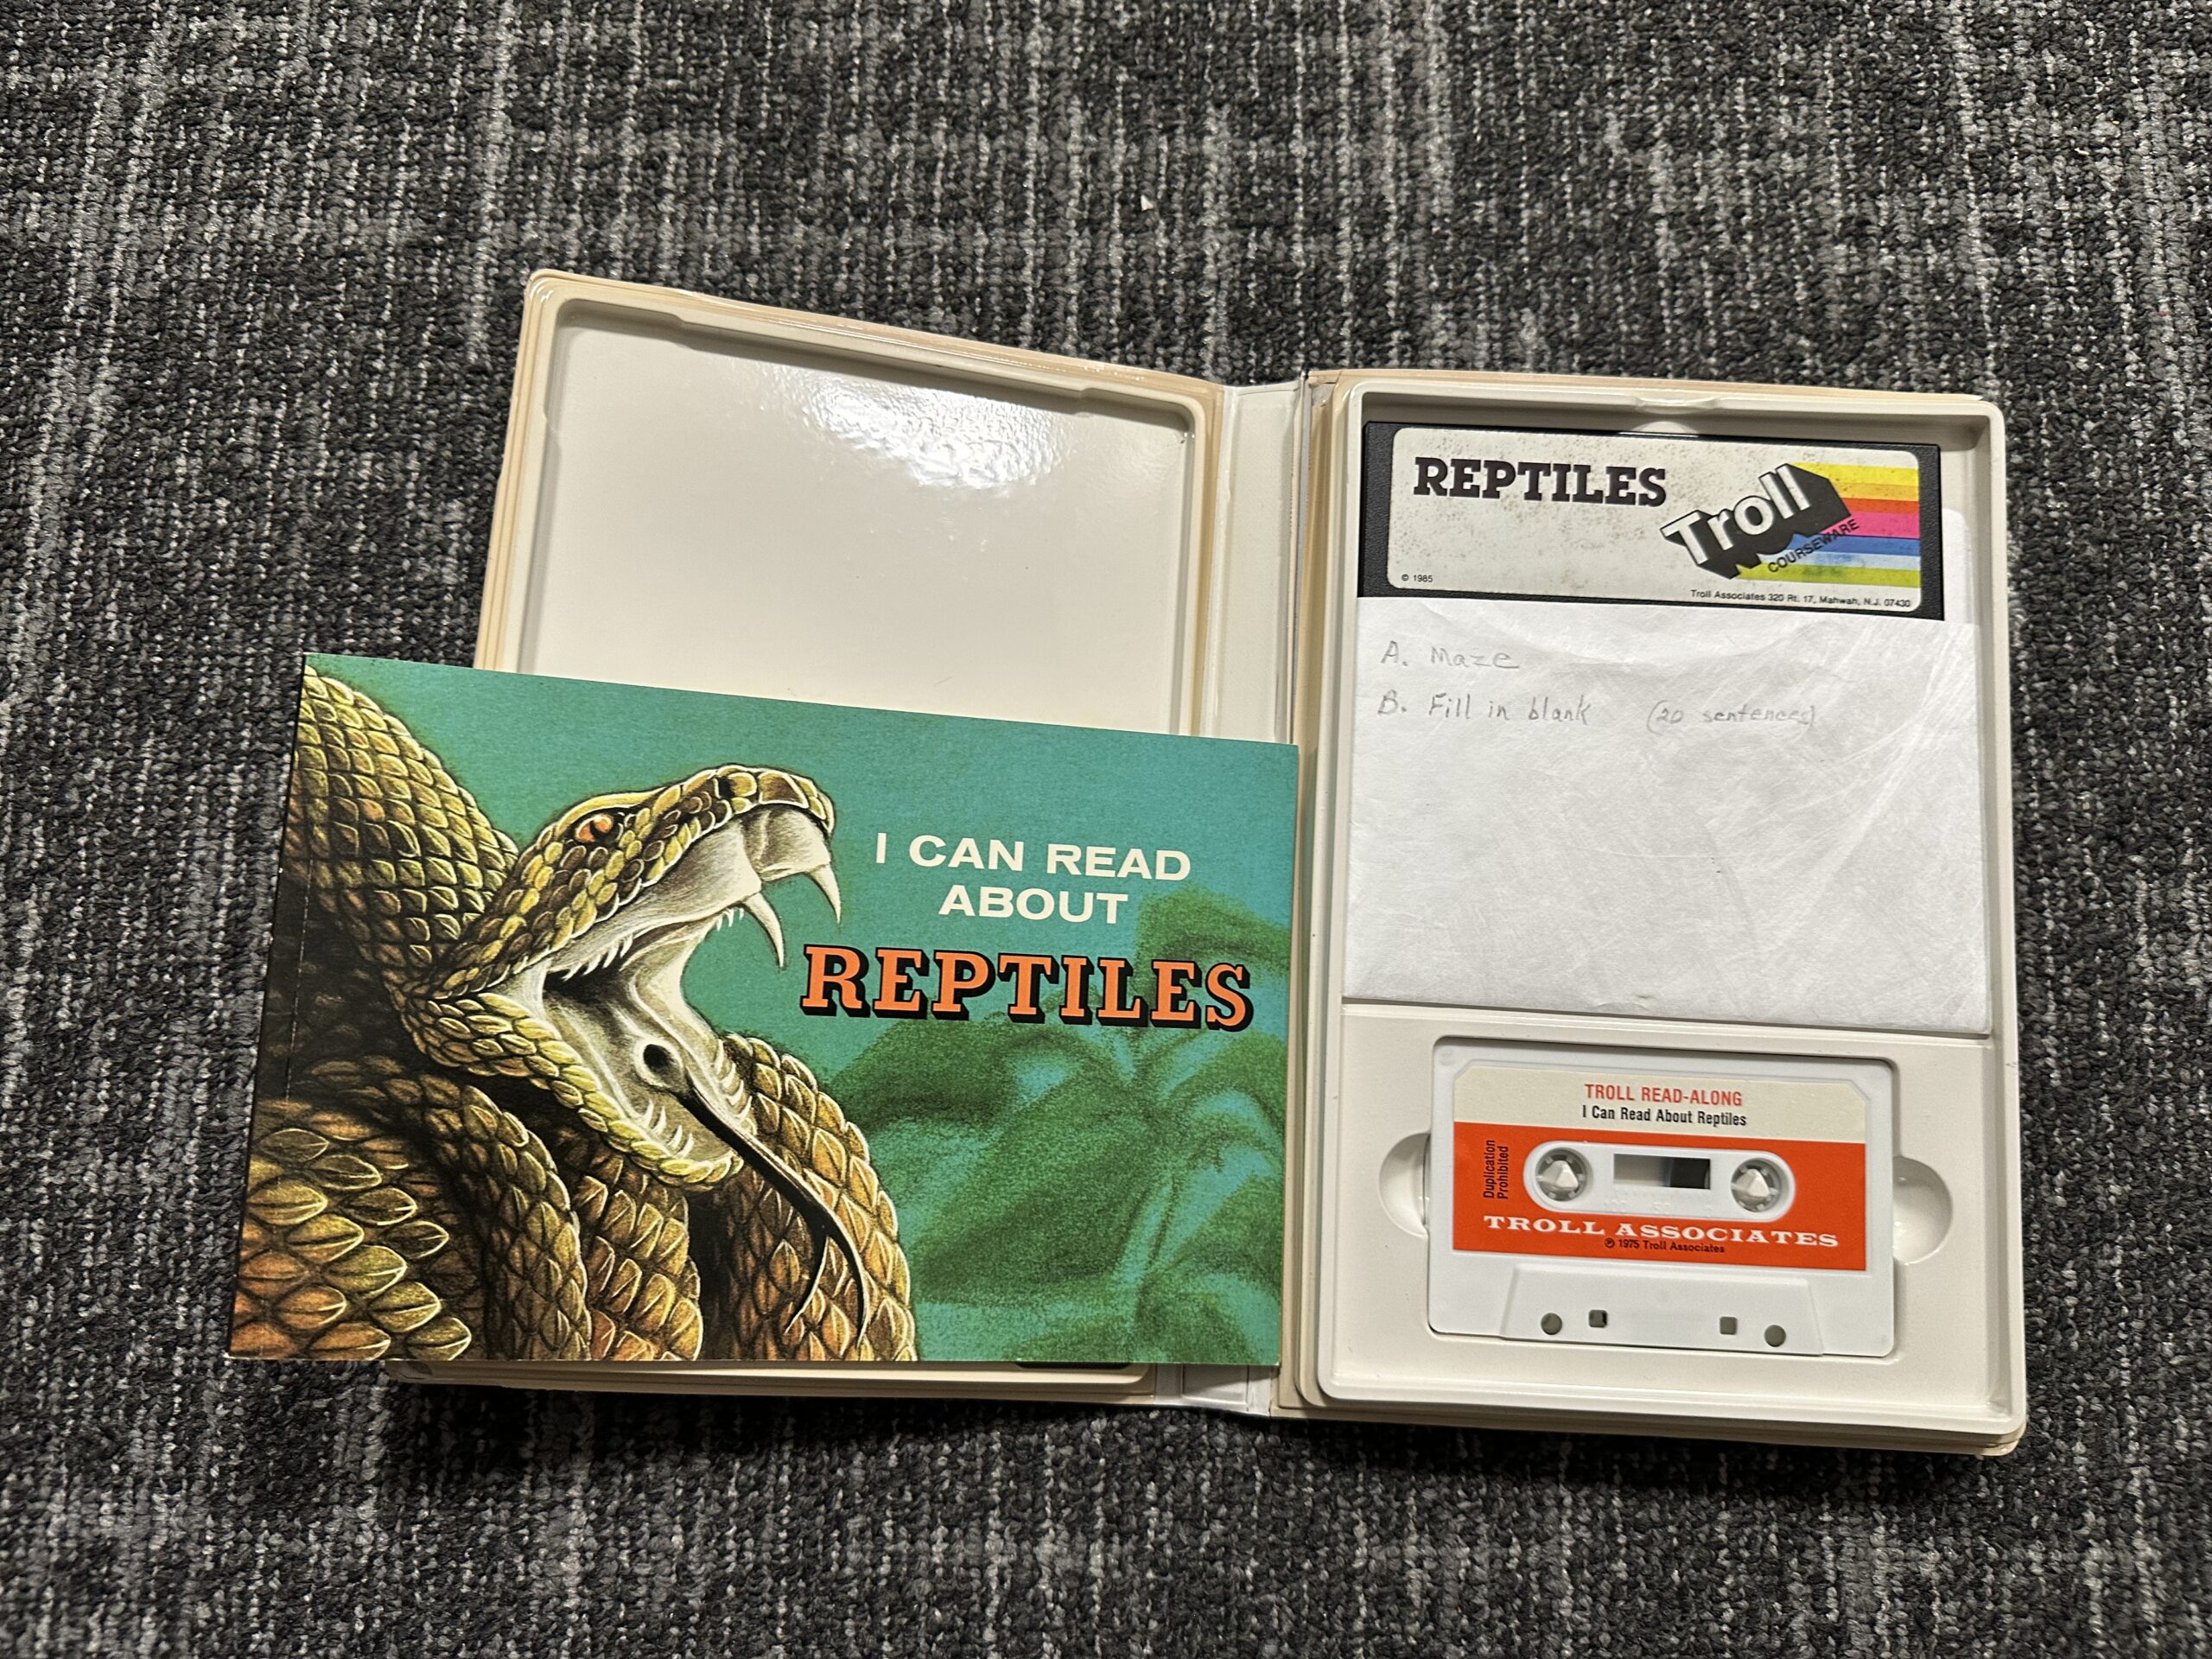 I CAN READ
ABOUT
REPTILES
REPTILES
Troll
COURSEWARE
© 1985
Troll Associates 320 Rt. 17, Mahwah, N.J. 07430
A. Maze
B. Fill in blank (20 sentences)
TROLL READ-ALONG
I Can Read About Reptiles
Duplication
Prohibited
TROLL ASSOCIATES
℗ 1975 Troll Associates